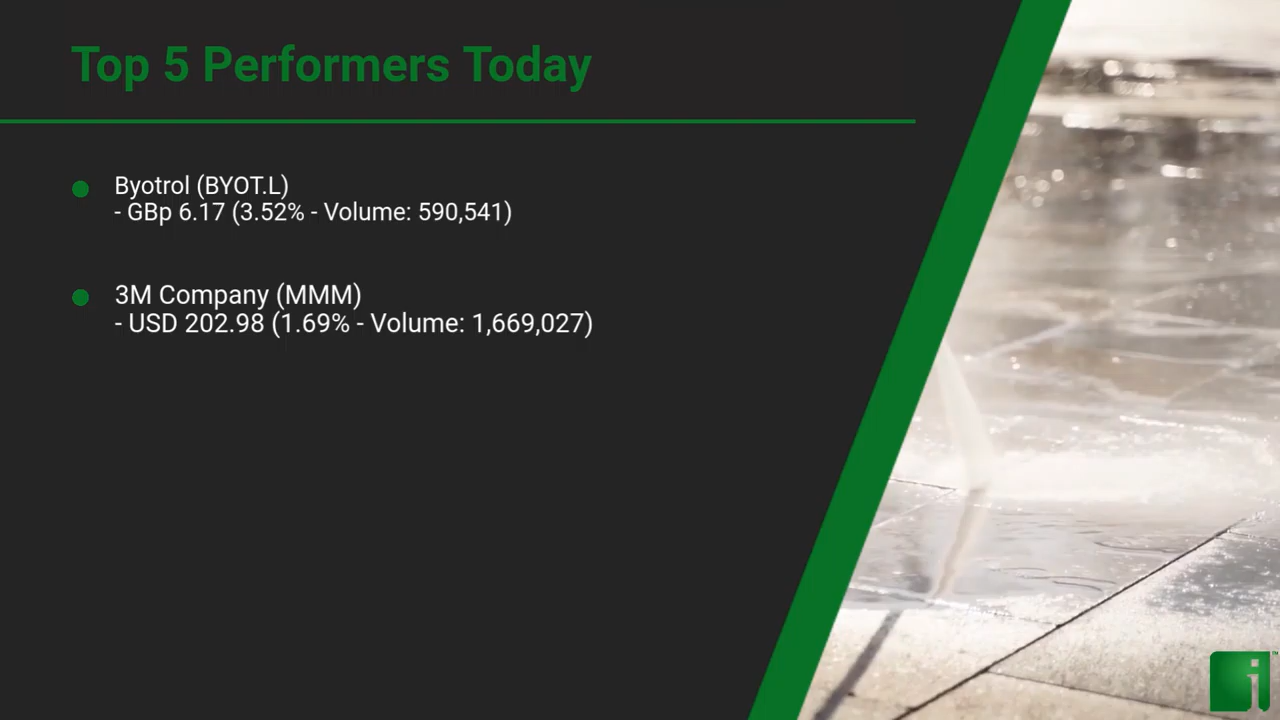 Top 5 Performers Today
Byotrol (BYOT.L)
- GBp 6.17 (3.52% - Volume: 590,541)
3M Company (MMM)
- USD 202.98 (1.69% - Volume: 1,669,027)
i